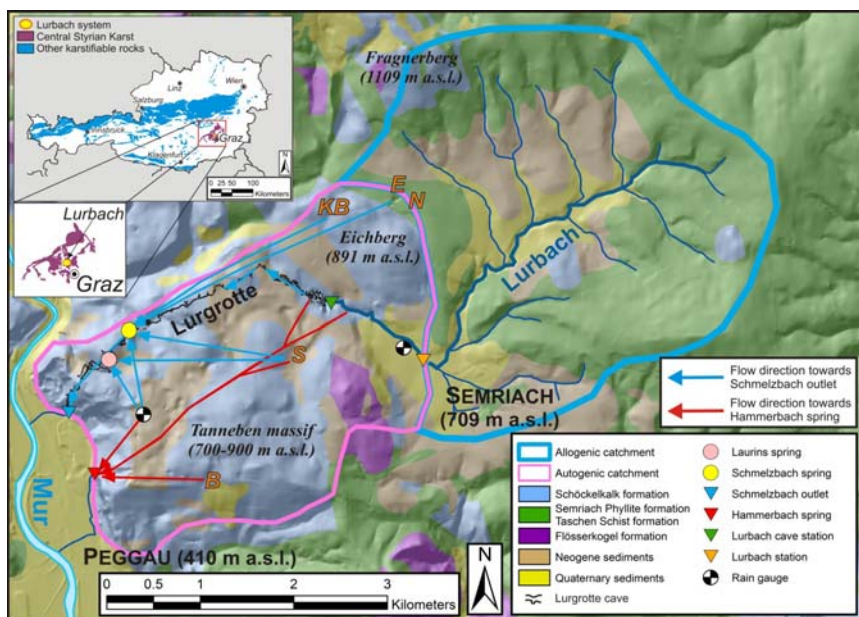 Lurbach system
Central Styrian Karst
Other karstifiable rocks
Linz
Wien
Salzburg
Innsbruck
Graz
Klagenfurt
N
0 25 50 100
Kilometers
Lurbach
Graz
Fragnerberg
(1109 m a.s.l.)
E
KB
N
Eichberg
(891 m a.s.l.)
Lurbach
Lurgrotte
S
SEMRIACH
(709 m a.s.l.)
Tanneben massif
(700-900 m a.s.l.)
B
Mur
PEGGAU (410 m a.s.l.)
0 0.5 1 2 3
Kilometers
N
Flow direction towards
Schmelzbach outlet
Flow direction towards
Hammerbach spring
Allogenic catchment
Autogenic catchment
Schöckelkalk formation
Semriach Phyllite formation
Taschen Schist formation
Flösserkogel formation
Neogene sediments
Quaternary sediments
Lurgrotte cave
Laurins spring
Schmelzbach spring
Schmelzbach outlet
Hammerbach spring
Lurbach cave station
Lurbach station
Rain gauge